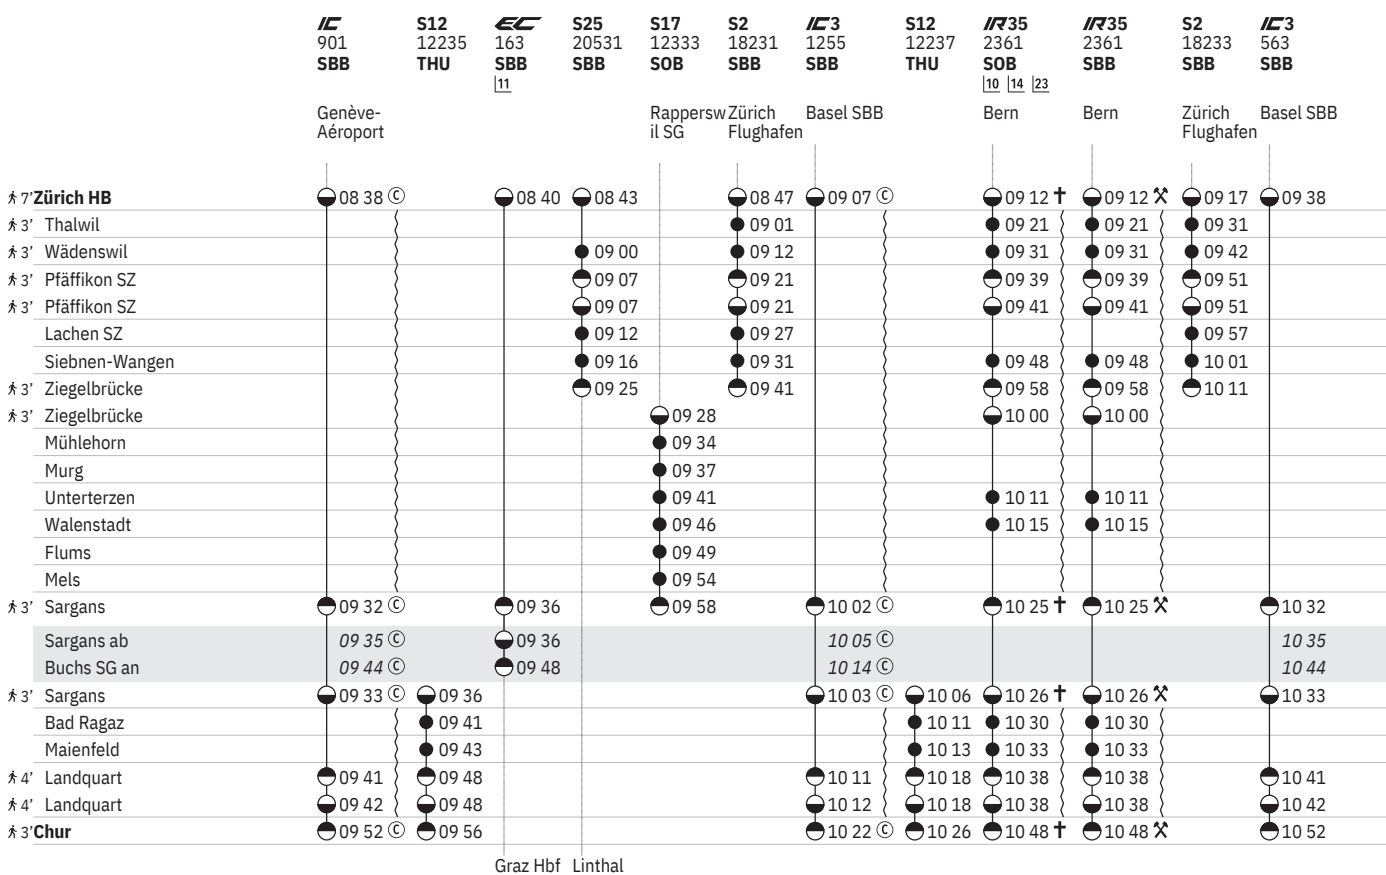 IC S12 EC S25 S17 S2 IC3 S12 IR35 IR35 S2 IC3
901 12235 163 20531 12333 18231 1255 12237 2361 2361 18233 563
SBB THU SBB SBB SOB SBB SBB THU SOB SBB SBB SBB
11 10 14 23
Genève- Rappersw Zürich Basel SBB Bern Bern Zürich Basel SBB
Aéroport il SG Flughafen Flughafen
7' Zürich HB 08 38 C 08 40 08 43 08 47 09 07 C 09 12 ✝ 09 12 ⚒ 09 17 09 38
3' Thalwil 09 01 09 21 09 21 09 31
3' Wädenswil 09 00 09 12 09 31 09 31 09 42
3' Pfäffikon SZ 09 07 09 21 09 39 09 39 09 51
3' Pfäffikon SZ 09 07 09 21 09 41 09 41 09 51
Lachen SZ 09 12 09 27 09 57
Siebnen-Wangen 09 16 09 31 09 48 09 48 10 01
3' Ziegelbrücke 09 25 09 41 09 58 09 58 10 11
3' Ziegelbrücke 09 28 10 00 10 00
Mühlehorn 09 34
Murg 09 37
Unterterzen 09 41 10 11 10 11
Walenstadt 09 46 10 15 10 15
Flums 09 49
Mels 09 54
3' Sargans 09 32 C 09 36 09 58 10 02 C 10 25 ✝ 10 25 ⚒ 10 32
Sargans ab 09 35 C 09 36 10 05 C 10 35
Buchs SG an 09 44 C 09 48 10 14 C 10 44
3' Sargans 09 33 C 09 36 10 03 C 10 06 10 26 ✝ 10 26 ⚒ 10 33
Bad Ragaz 09 41 10 11 10 30 10 30
Maienfeld 09 43 10 13 10 33 10 33
4' Landquart 09 41 09 48 10 11 10 18 10 38 10 38 10 41
4' Landquart 09 42 09 48 10 12 10 18 10 38 10 38 10 42
3' Chur 09 52 C 09 56 10 22 C 10 26 10 48 ✝ 10 48 ⚒ 10 52
Graz Hbf Linthal